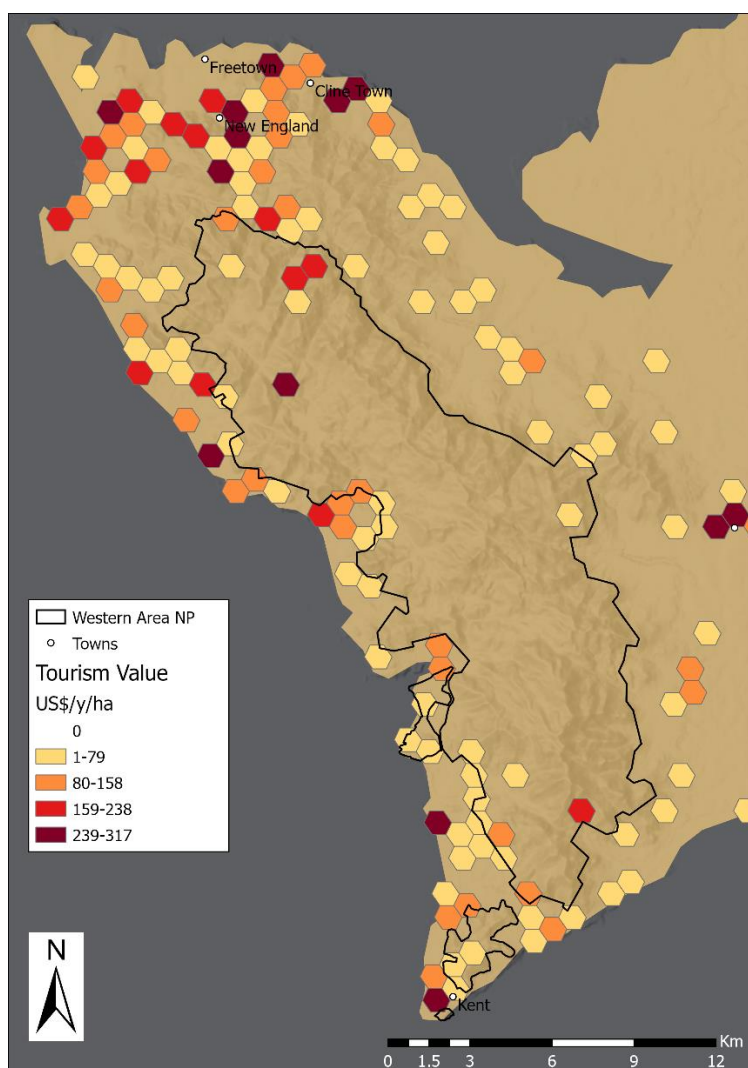 Freetown
Cline Town
New England
Western Area NP
Towns
Tourism Value
US$/y/ha
0
1-79
80-158
159-238
239-317
N
Kent
Km
0 1.5 3 6 9 12